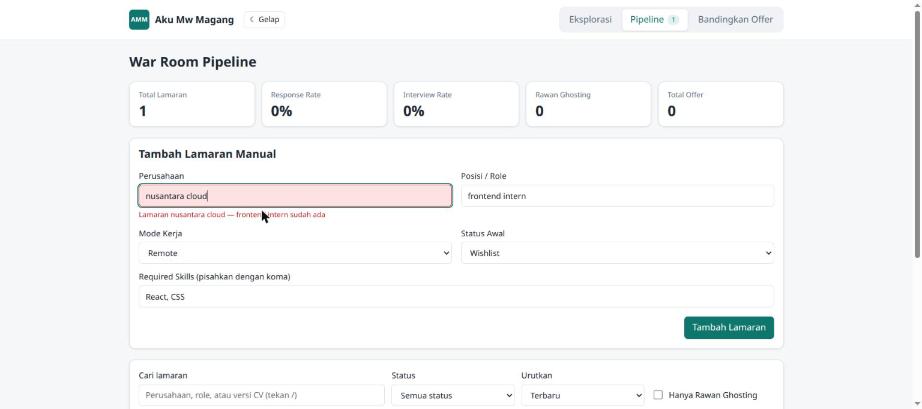 AMM Aku Mw Magang Gelap Eksplorasi Pipeline 1 Bandingkan Offer
War Room Pipeline
Total Lamaran Response Rate Interview Rate Rawan Ghosting Total Offer
1 0% 0% 0 0
Tambah Lamaran Manual
Perusahaan Posisi / Role
nusantara cloud frontend intern
Lamaran nusantara cloud — frontend intern sudah ada
Mode Kerja Status Awal
Remote Wishlist
Required Skills (pisahkan dengan koma)
React, CSS
Tambah Lamaran
Cari lamaran Status Urutkan
Perusahaan, role, atau versi CV (tekan /) Semua status Terbaru Hanya Rawan Ghosting